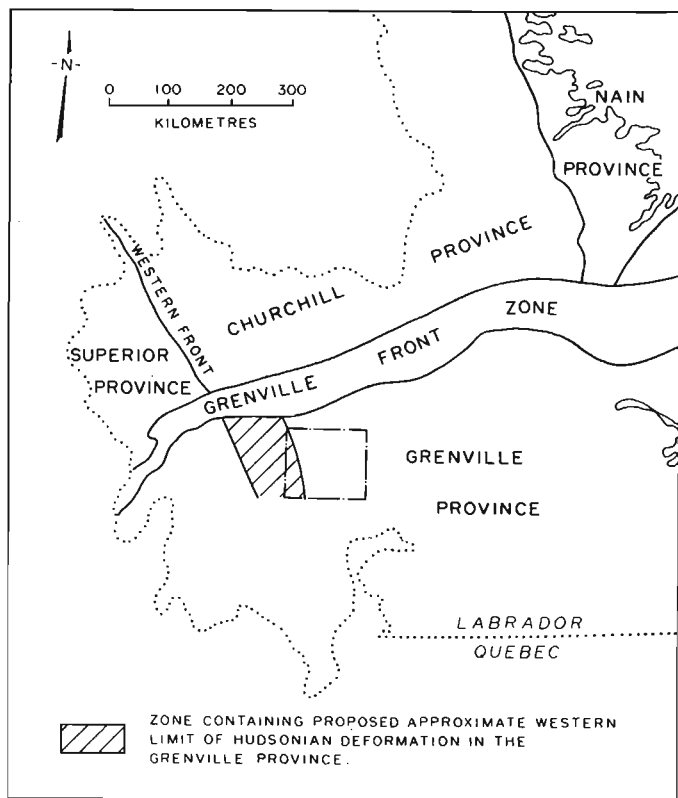 -N-
0 100 200 300
KILOMETRES
NAIN
PROVINCE
WESTERN FRONT
CHURCHILL PROVINCE
SUPERIOR
PROVINCE
GRENVILLE FRONT ZONE
GRENVILLE
PROVINCE
LABRADOR
QUEBEC
ZONE CONTAINING PROPOSED APPROXIMATE WESTERN
LIMIT OF HUDSONIAN DEFORMATION IN THE
GRENVILLE PROVINCE.